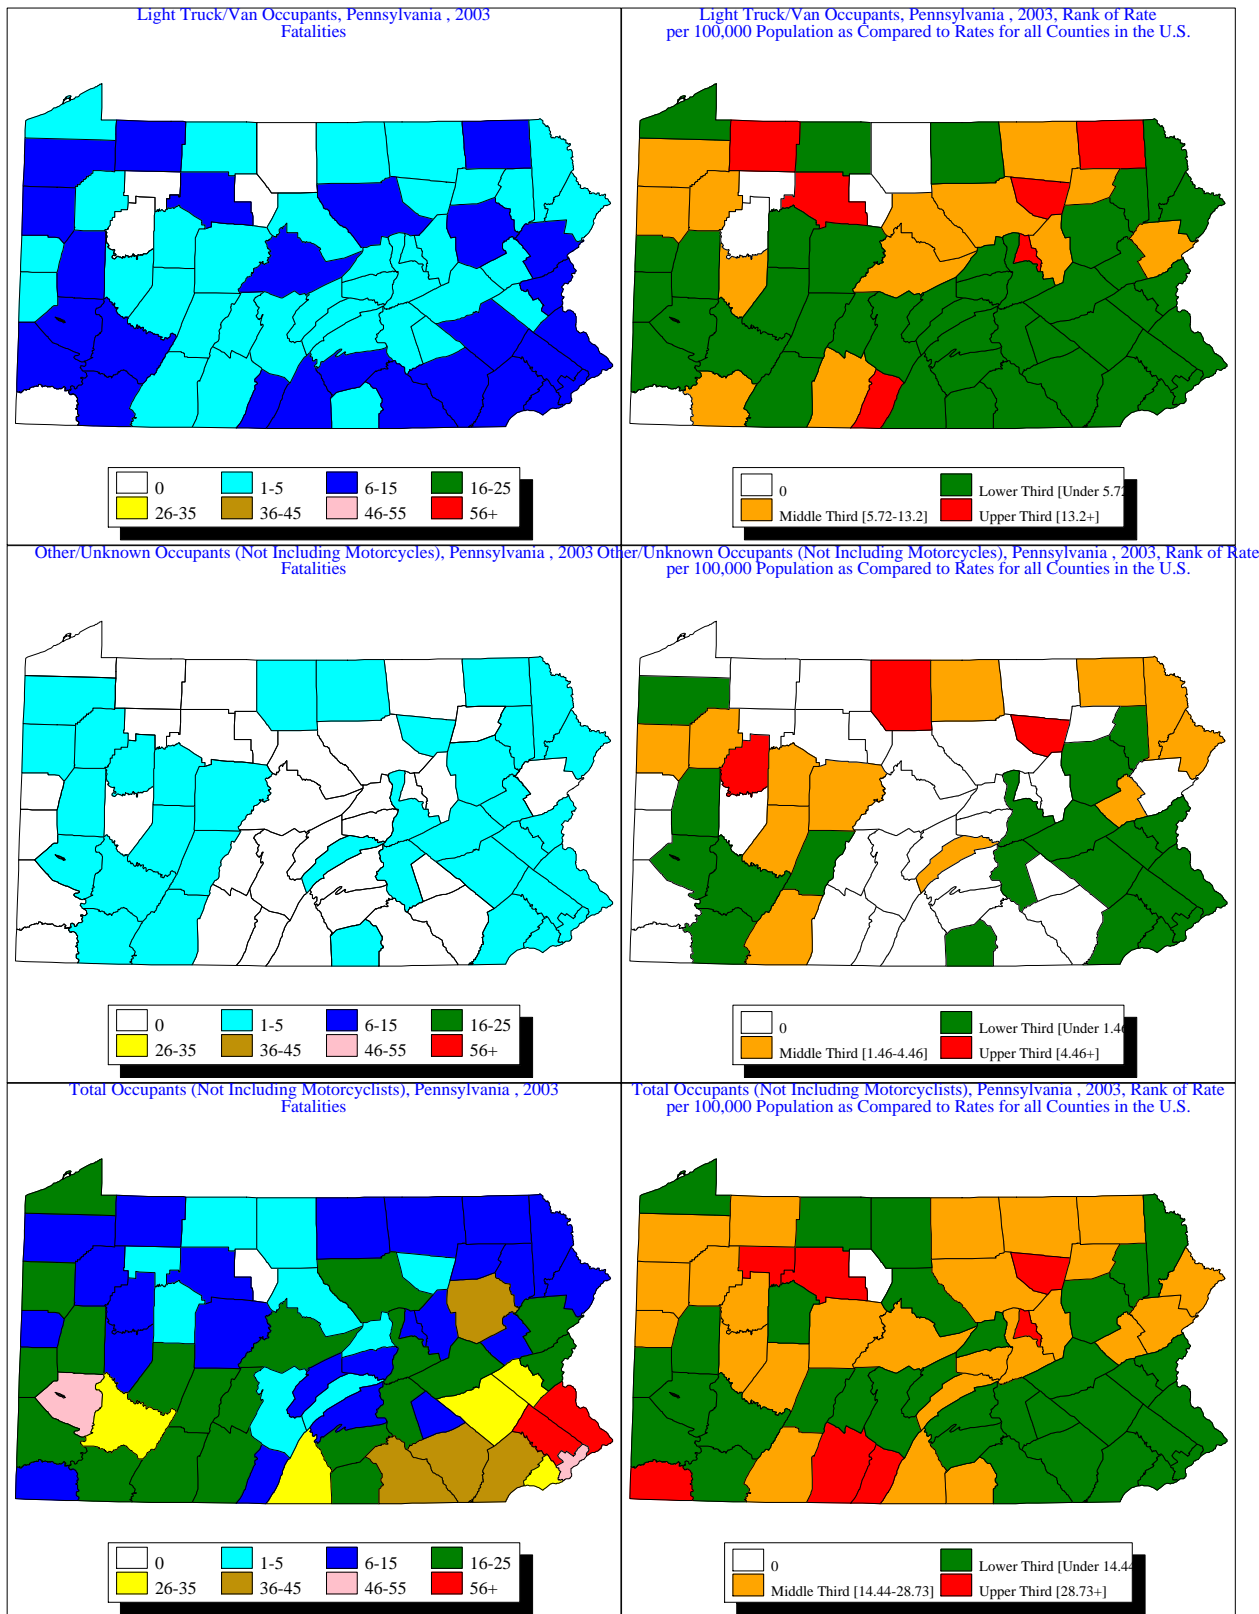 Light Truck/Van Occupants, Pennsylvania , 2003
Fatalities
0
1-5
6-15
16-25
26-35
36-45
46-55
56+
Light Truck/Van Occupants, Pennsylvania , 2003, Rank of Rate
per 100,000 Population as Compared to Rates for all Counties in the U.S.
0
Lower Third [Under 5.72
Middle Third [5.72-13.2]
Upper Third [13.2+]
Other/Unknown Occupants (Not Including Motorcycles), Pennsylvania , 2003
Fatalities
0
1-5
6-15
16-25
26-35
36-45
46-55
56+
Other/Unknown Occupants (Not Including Motorcycles), Pennsylvania , 2003, Rank of Rate
per 100,000 Population as Compared to Rates for all Counties in the U.S.
0
Lower Third [Under 1.46
Middle Third [1.46-4.46]
Upper Third [4.46+]
Total Occupants (Not Including Motorcyclists), Pennsylvania , 2003
Fatalities
0
1-5
6-15
16-25
26-35
36-45
46-55
56+
Total Occupants (Not Including Motorcyclists), Pennsylvania , 2003, Rank of Rate
per 100,000 Population as Compared to Rates for all Counties in the U.S.
0
Lower Third [Under 14.44
Middle Third [14.44-28.73]
Upper Third [28.73+]